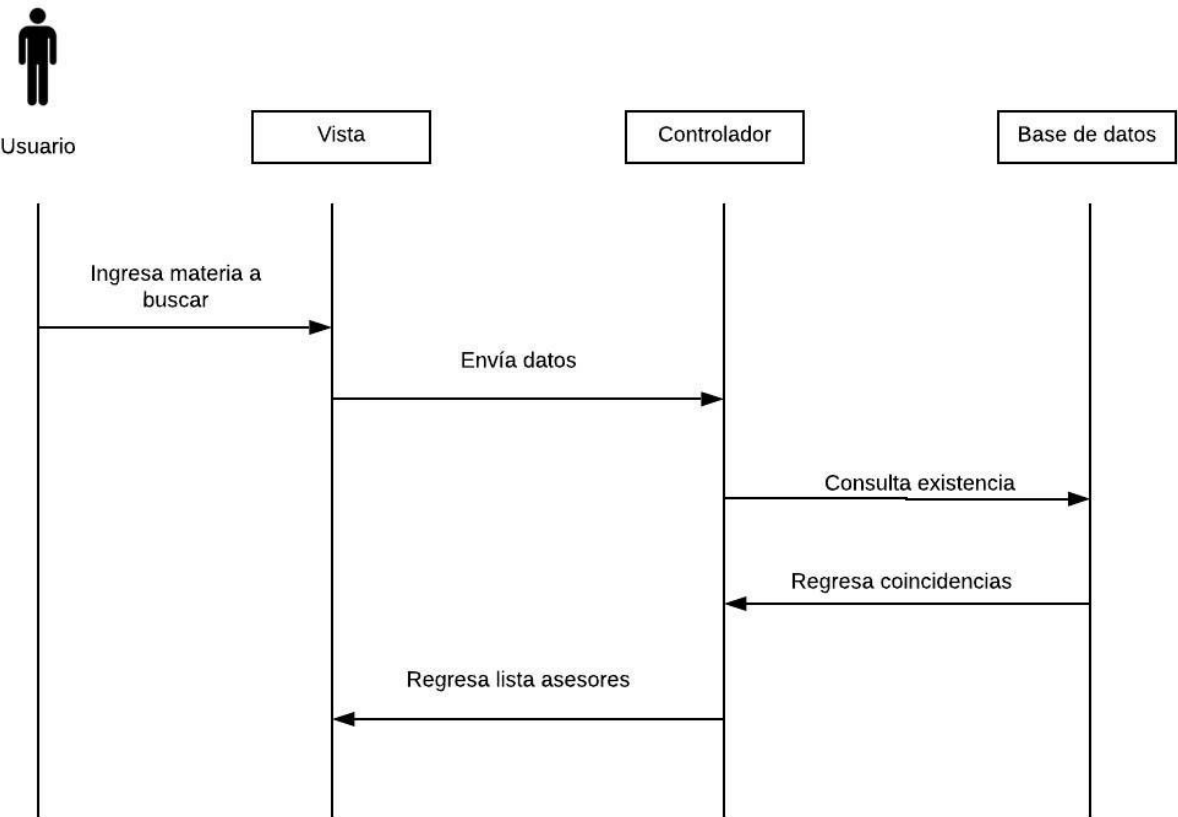 Usuario
Vista
Controlador
Base de datos
Ingresa materia a
buscar
Envía datos
Consulta existencia
Regresa coincidencias
Regresa lista asesores